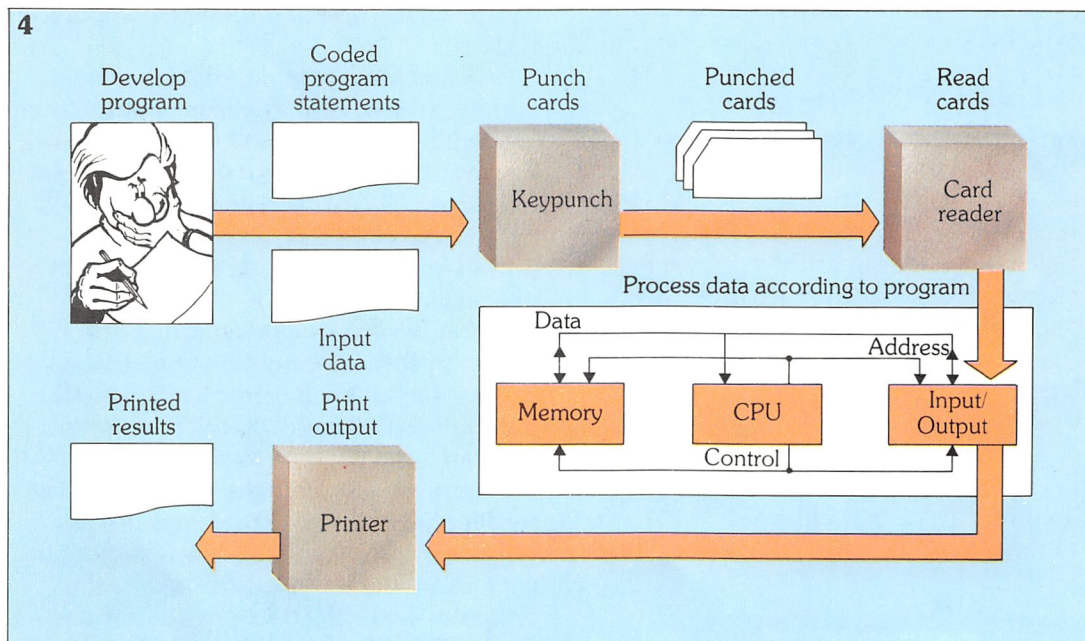 4
Develop
program
Coded
program
statements
Punch
cards
Punched
cards
Read
cards
Keypunch
Card
reader
Input
data
Process data according to program
Data
Address
Memory
CPU
Input/
Output
Control
Printed
results
Print
output
Printer